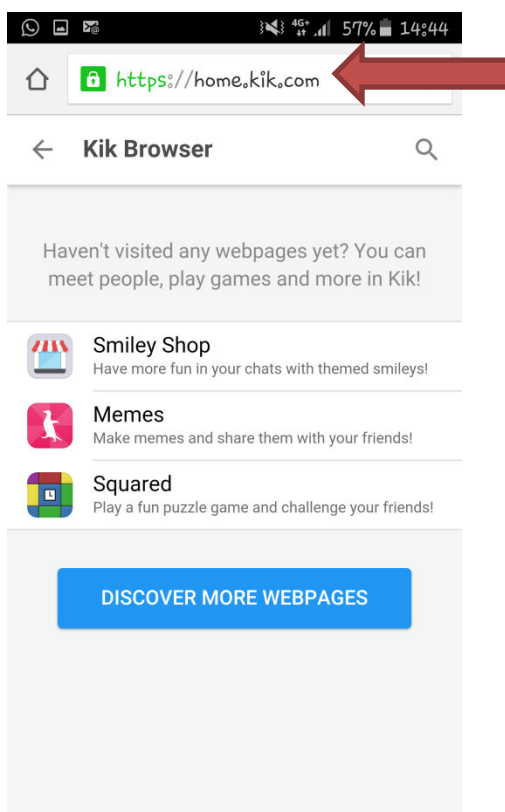 4G+ 57% 14:44
https://home.kik.com
Kik Browser
Haven't visited any webpages yet? You can
meet people, play games and more in Kik!
Smiley Shop
Have more fun in your chats with themed smileys!
Memes
Make memes and share them with your friends!
Squared
Play a fun puzzle game and challenge your friends!
DISCOVER MORE WEBPAGES